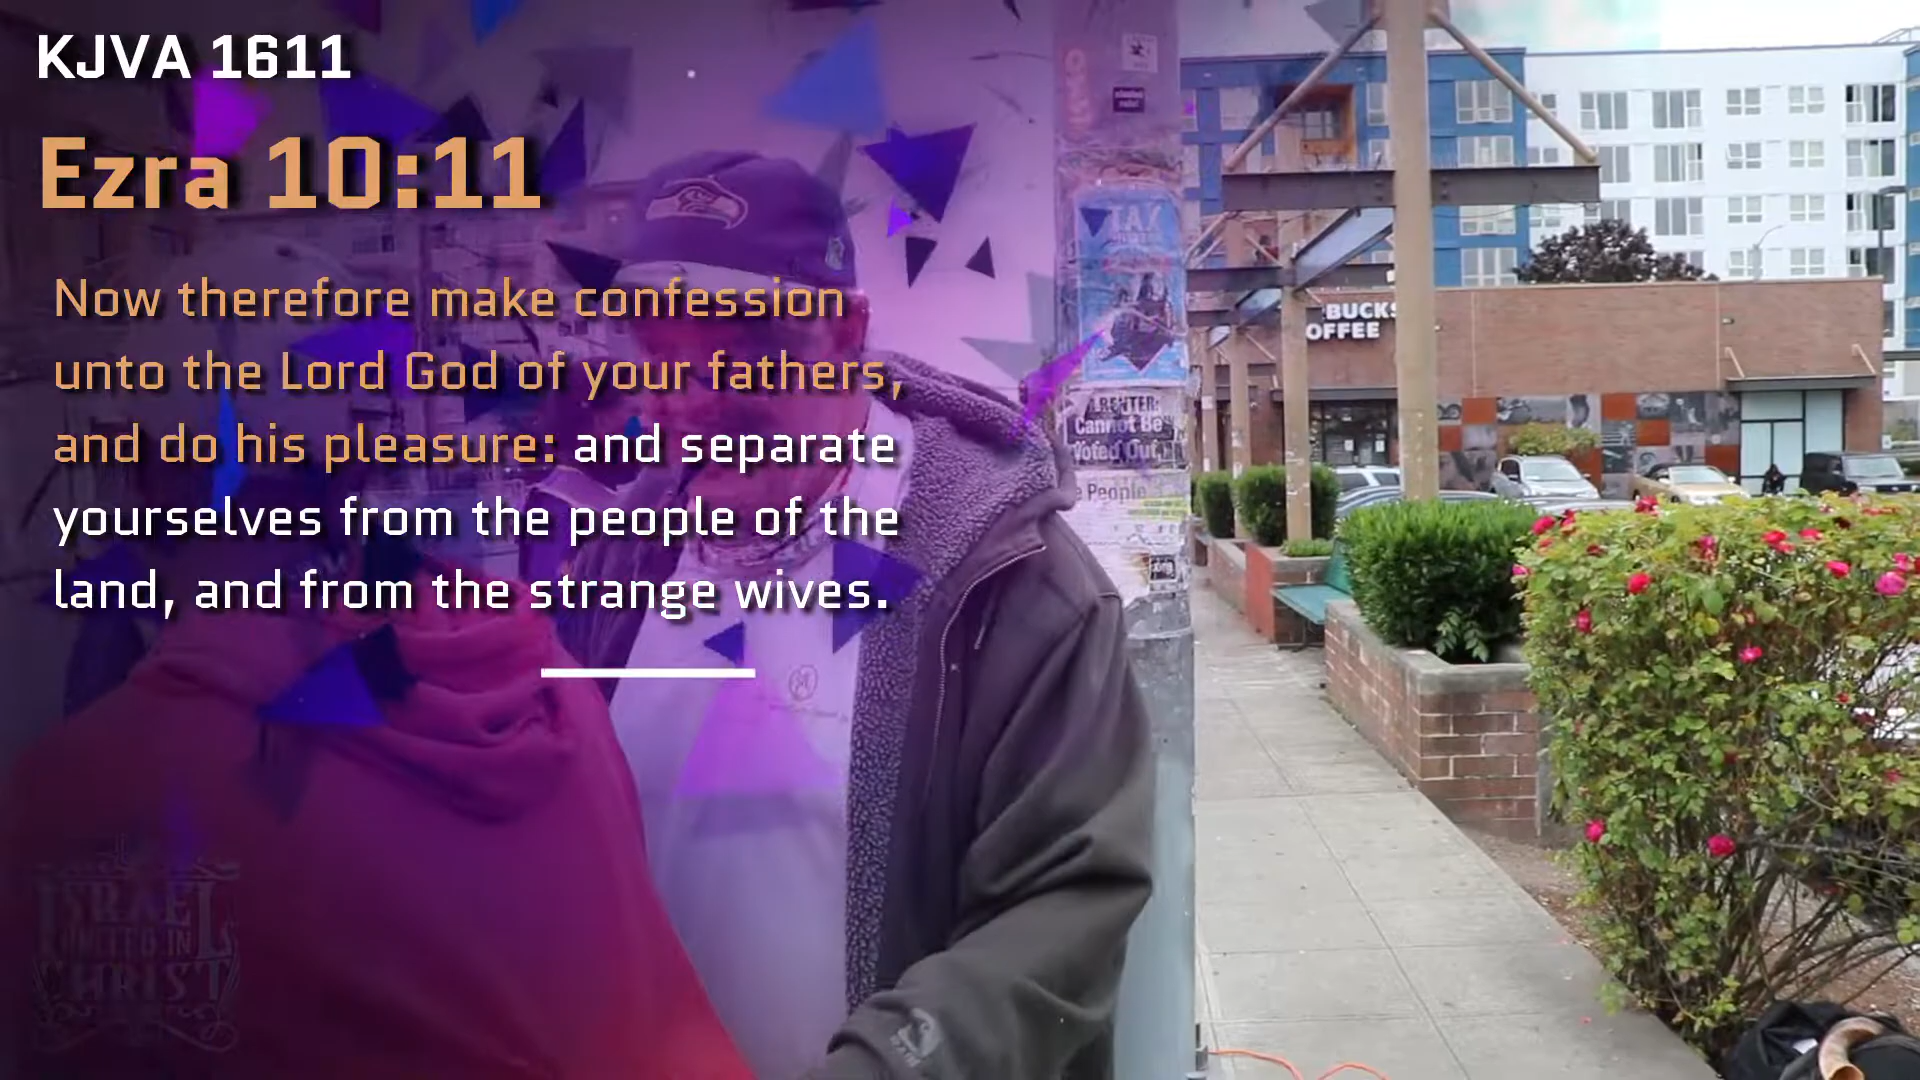 KJVA 1611
Ezra 10:11
Now therefore make confession
unto the Lord God of your fathers,
and do his pleasure: and separate
yourselves from the people of the
land, and from the strange wives.
BUCKS
OFFEE
TAX
A RENTER:
Cannot Be
Voted Out,
e People
ISRAEL
UNITED IN
CHRIST